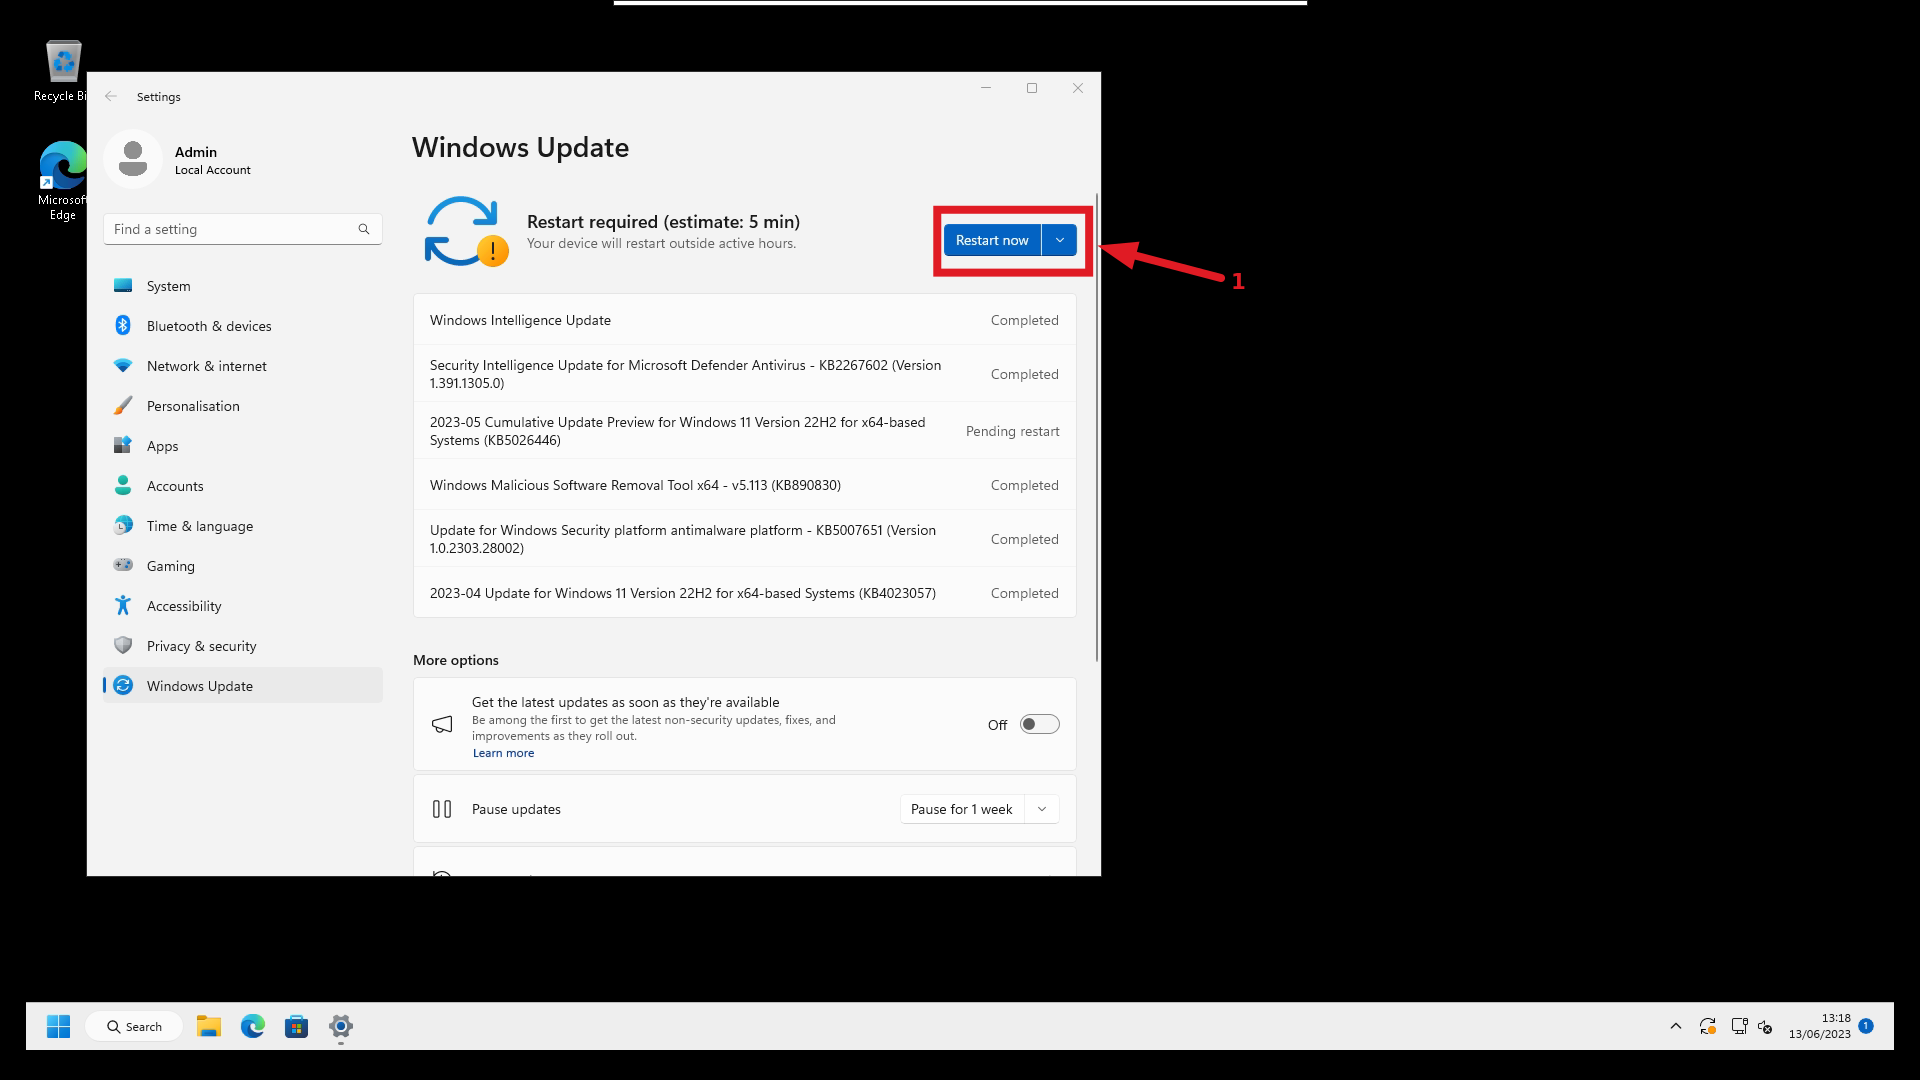 Recycle Bi
Microsoft
Edge
Settings
Admin
Local Account
Find a setting
System
Bluetooth & devices
Network & internet
Personalisation
Apps
Accounts
Time & language
Gaming
Accessibility
Privacy & security
Windows Update
Windows Update
Restart required (estimate: 5 min)
Your device will restart outside active hours.
Restart now
1
Windows Intelligence Update
Completed
Security Intelligence Update for Microsoft Defender Antivirus - KB2267602 (Version
1.391.1305.0)
Completed
2023-05 Cumulative Update Preview for Windows 11 Version 22H2 for x64-based
Systems (KB5026446)
Pending restart
Windows Malicious Software Removal Tool x64 - v5.113 (KB890830)
Completed
Update for Windows Security platform antimalware platform - KB5007651 (Version
1.0.2303.28002)
Completed
2023-04 Update for Windows 11 Version 22H2 for x64-based Systems (KB4023057)
Completed
More options
Get the latest updates as soon as they're available
Be among the first to get the latest non-security updates, fixes, and
improvements as they roll out.
Learn more
Off
Pause updates
Pause for 1 week
Search
13:18
13/06/2023
1